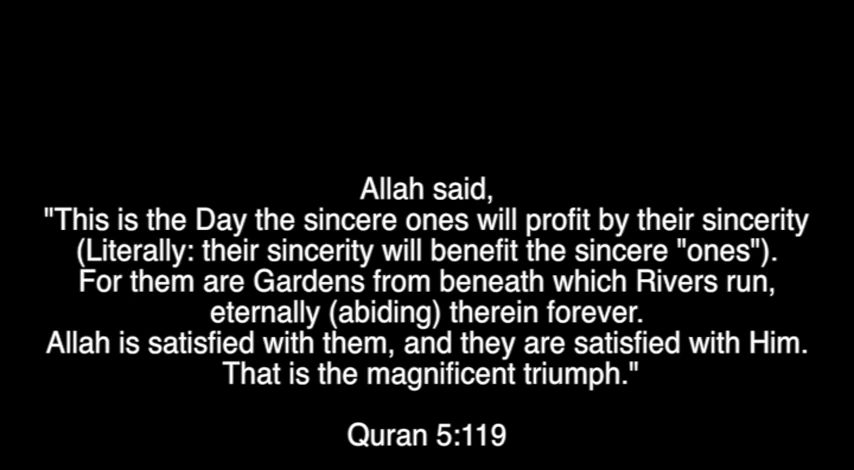 Allah said,
"This is the Day the sincere ones will profit by their sincerity
(Literally: their sincerity will benefit the sincere "ones").
For them are Gardens from beneath which Rivers run,
eternally (abiding) therein forever.
Allah is satisfied with them, and they are satisfied with Him.
That is the magnificent triumph."
Quran 5:119